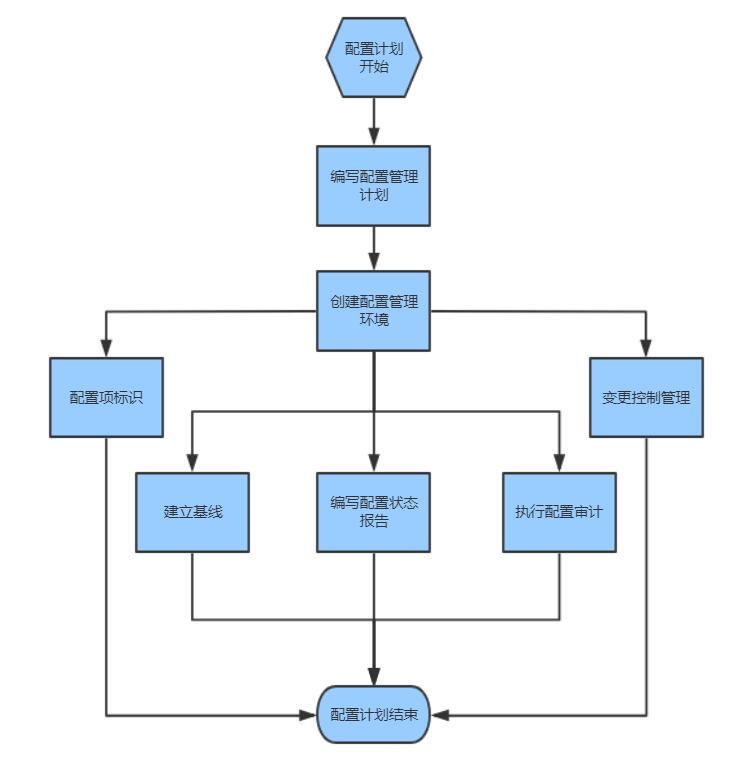 配置计划
开始
编写配置管理
计划
创建配置管理
环境
配置项标识
变更控制管理
建立基线
编写配置状态
报告
执行配置审计
配置计划结束